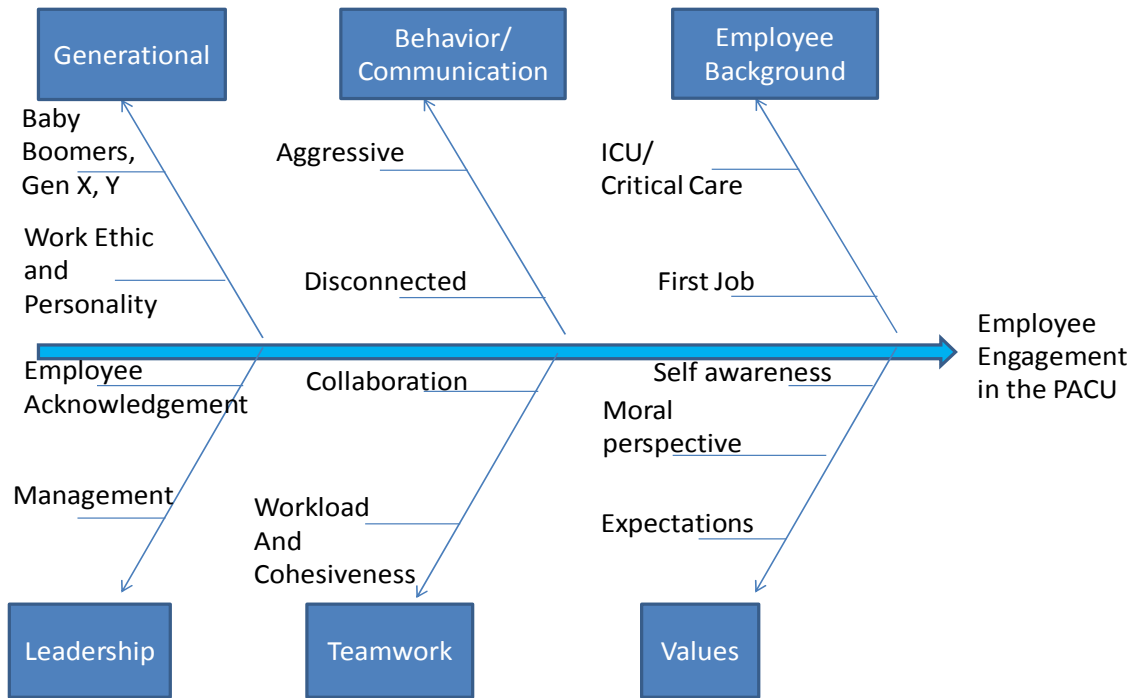 Generational
Behavior/
Communication
Employee
Background
Baby
Boomers,
Gen X, Y
Aggressive
ICU/
Critical Care
Work Ethic
and
Personality
Disconnected
First Job
Employee
Engagement
in the PACU
Employee
Acknowledgement
Collaboration
Self awareness
Moral
perspective
Management
Workload
And
Cohesiveness
Expectations
Leadership
Teamwork
Values